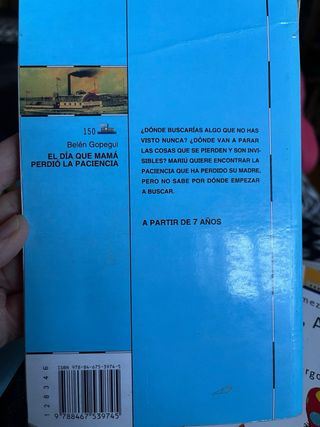 150
Belén Gopegui
EL DÍA QUE MAMÁ
PERDIÓ LA PACIENCIA
¿DÓNDE BUSCARÍAS ALGO QUE NO HAS
VISTO NUNCA? ¿DÓNDE VAN A PARAR
LAS COSAS QUE SE PIERDEN Y SON INVI-
SIBLES? MARIÚ QUIERE ENCONTRAR LA
PACIENCIA QUE HA PERDIDO SU MADRE,
PERO NO SABE POR DÓNDE EMPEZAR
A BUSCAR.
A PARTIR DE 7 AÑOS
ISBN 978-84-675-3974-5
128346
9 788467 539745